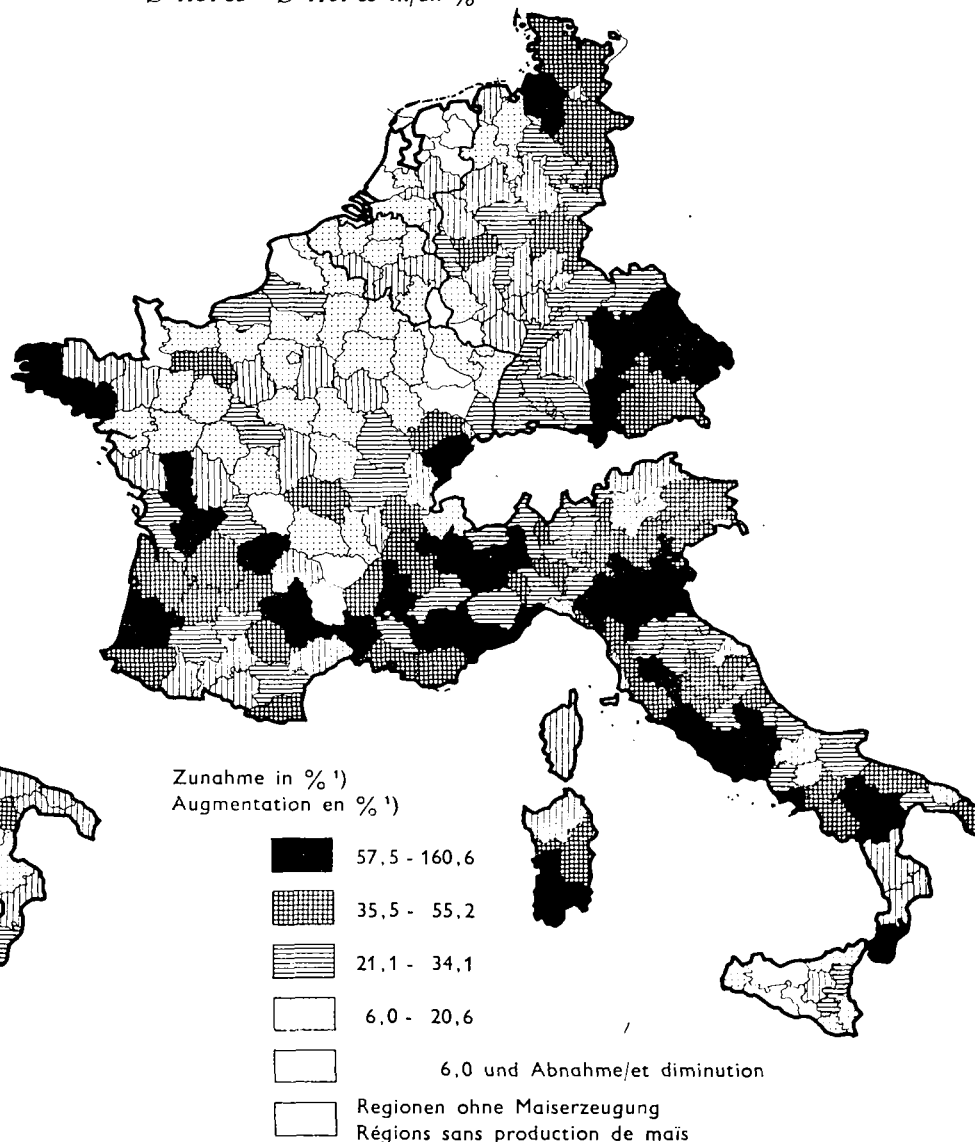 Zunahme in % ¹)
Augmentation en % ¹)
57,5 - 160,6
35,5 - 55,2
21,1 - 34,1
6,0 - 20,6
6,0 und Abnahme/et diminution
Regionen ohne Maiserzeugung
Régions sans production de maïs